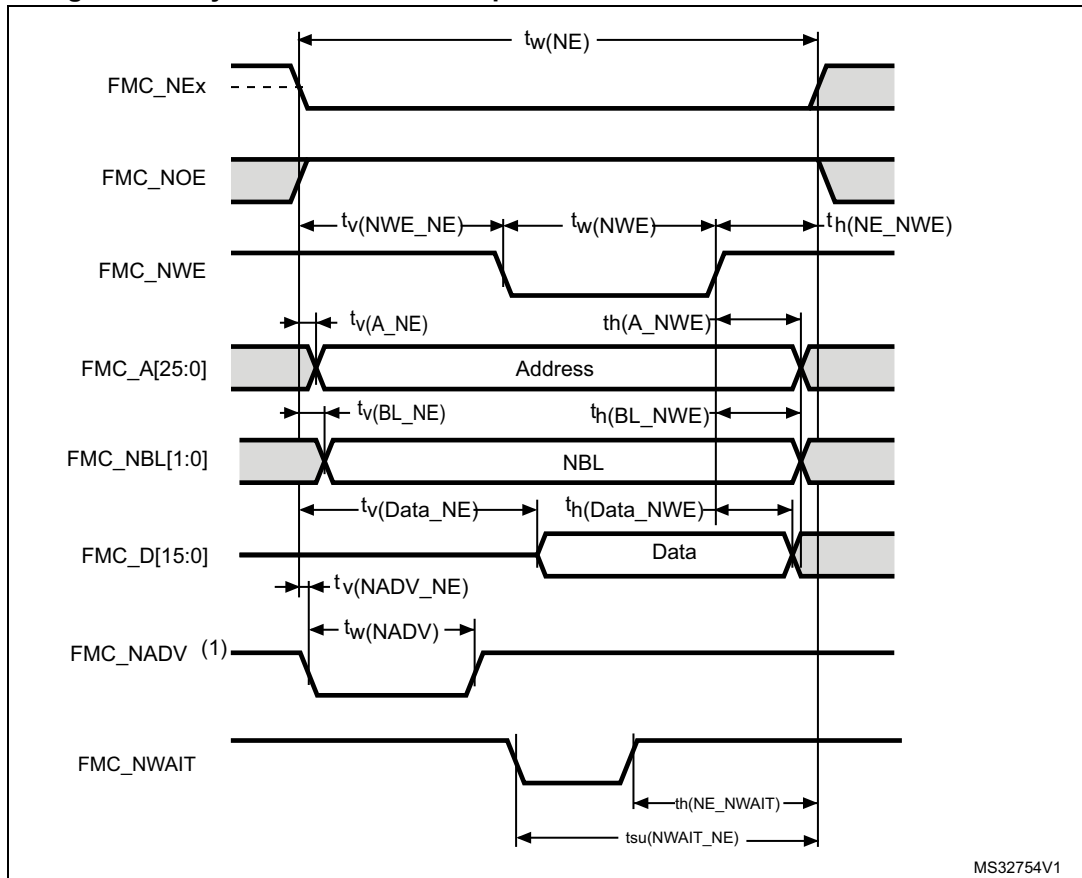 tw(NE)
FMC_NEx
FMC_NOE
tv(NWE_NE)
tw(NWE)
th(NE_NWE)
FMC_NWE
tv(A_NE)
th(A_NWE)
FMC_A[25:0]
Address
tv(BL_NE)
th(BL_NWE)
FMC_NBL[1:0]
NBL
tv(Data_NE)
th(Data_NWE)
FMC_D[15:0]
Data
tv(NADV_NE)
tw(NADV)
FMC_NADV (1)
FMC_NWAIT
th(NE_NWAIT)
tsu(NWAIT_NE)
MS32754V1